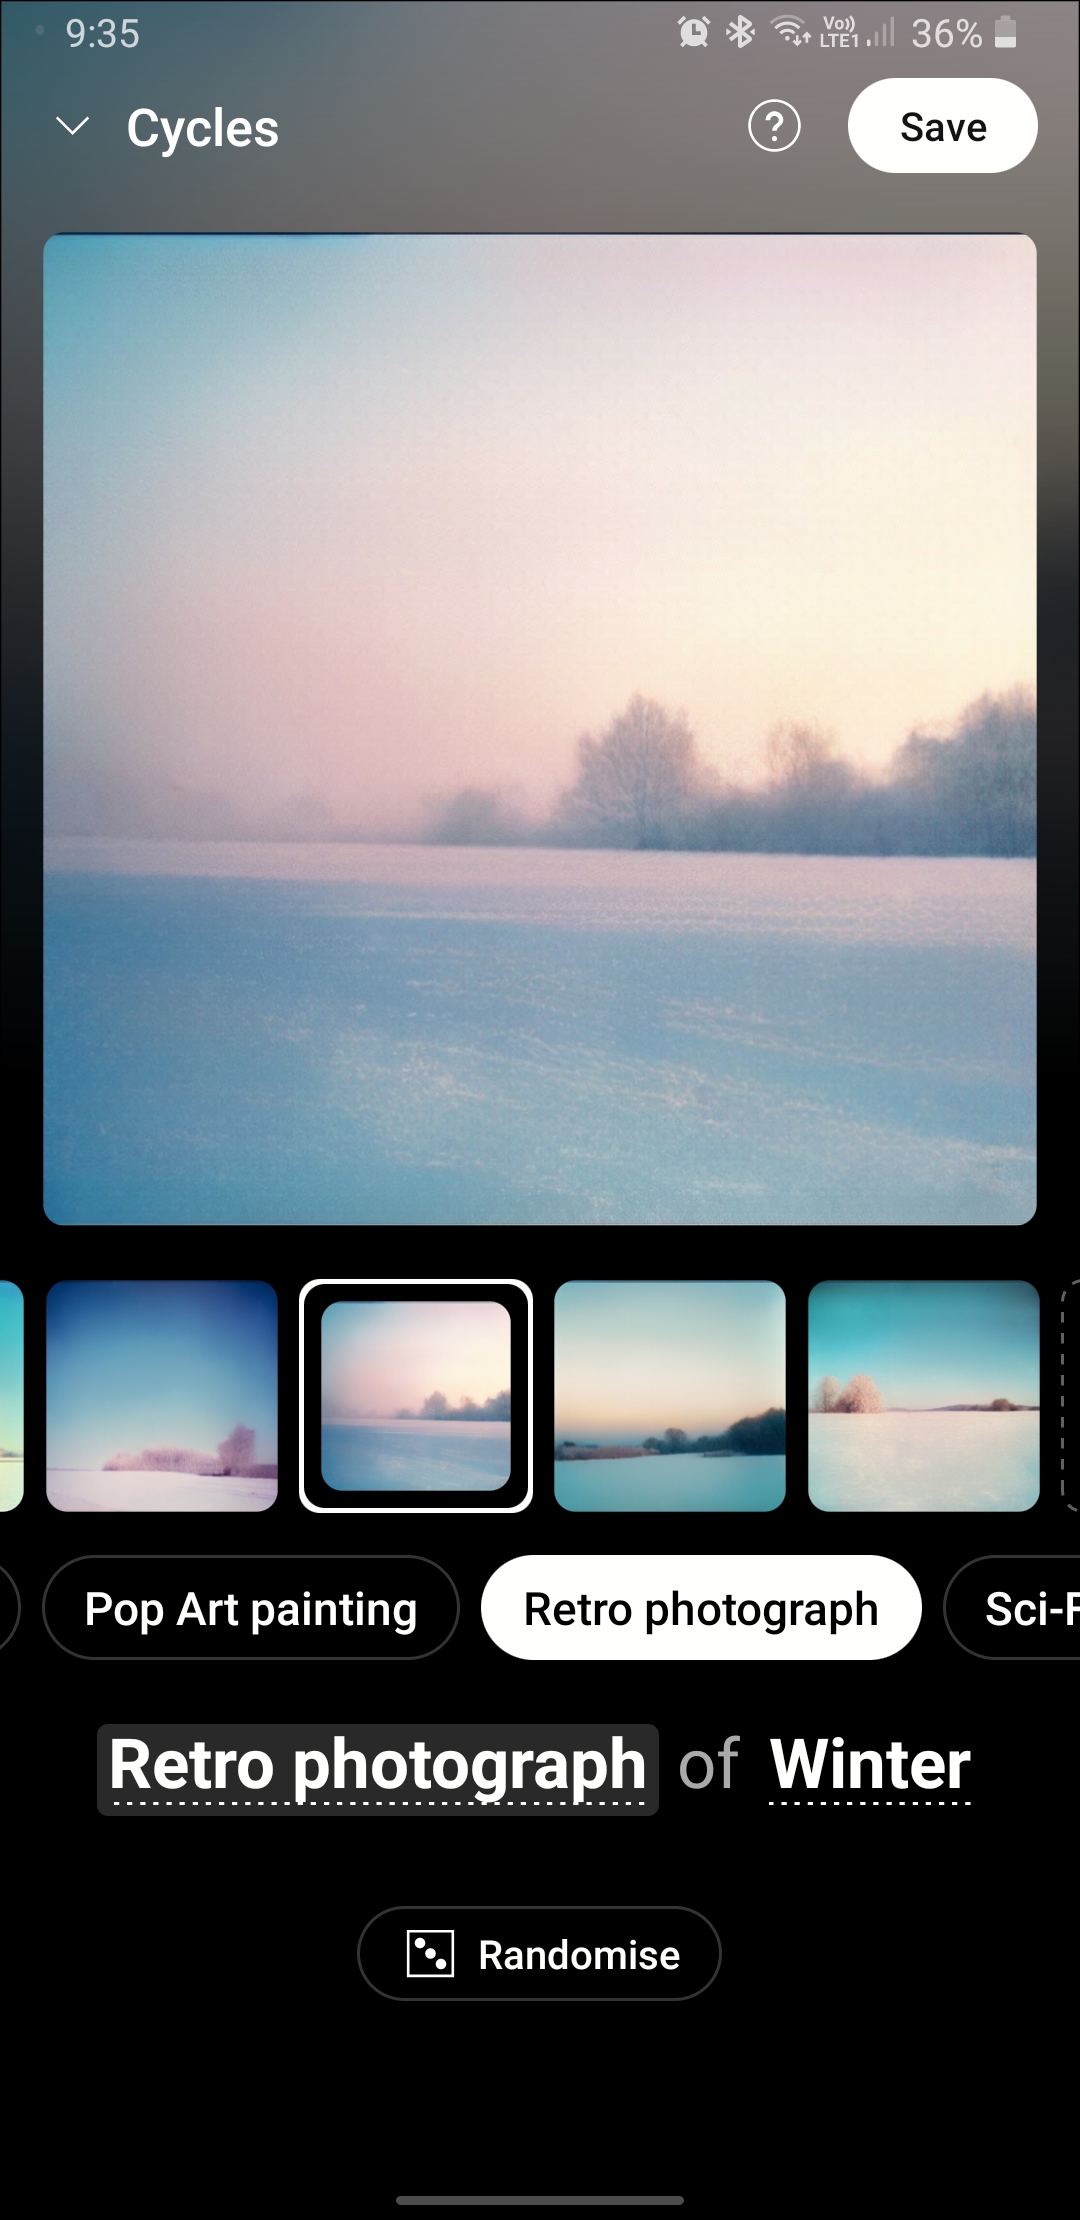 9:35 Vo)) LTE1 36%
Cycles ? Save
Pop Art painting Retro photograph Sci-F
Retro photograph of Winter
Randomise